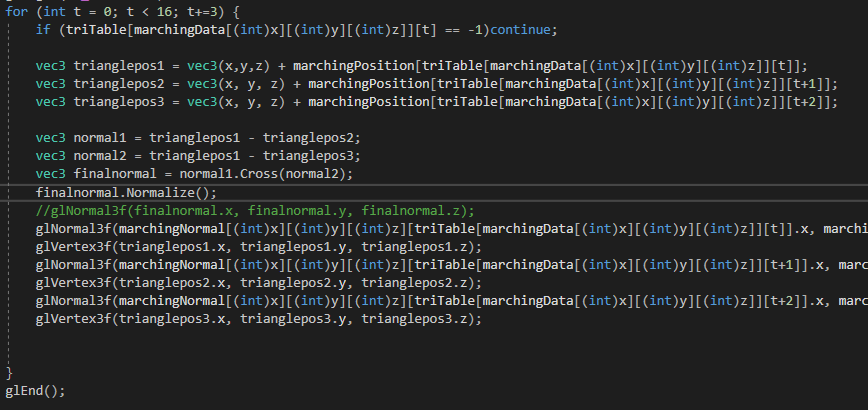 for (int t = 0; t < 16; t+=3) {
if (triTable[marchingData[(int)x][(int)y][(int)z]][t] == -1)continue;
vec3 trianglepos1 = vec3(x,y,z) + marchingPosition[triTable[marchingData[(int)x][(int)y][(int)z]][t]];
vec3 trianglepos2 = vec3(x, y, z) + marchingPosition[triTable[marchingData[(int)x][(int)y][(int)z]][t+1]];
vec3 trianglepos3 = vec3(x, y, z) + marchingPosition[triTable[marchingData[(int)x][(int)y][(int)z]][t+2]];
vec3 normal1 = trianglepos1 - trianglepos2;
vec3 normal2 = trianglepos1 - trianglepos3;
vec3 finalnormal = normal1.Cross(normal2);
finalnormal.Normalize();
//glNormal3f(finalnormal.x, finalnormal.y, finalnormal.z);
glNormal3f(marchingNormal[(int)x][(int)y][(int)z][triTable[marchingData[(int)x][(int)y][(int)z]][t]].x, marchi
glVertex3f(trianglepos1.x, trianglepos1.y, trianglepos1.z);
glNormal3f(marchingNormal[(int)x][(int)y][(int)z][triTable[marchingData[(int)x][(int)y][(int)z]][t+1]].x, marc
glVertex3f(trianglepos2.x, trianglepos2.y, trianglepos2.z);
glNormal3f(marchingNormal[(int)x][(int)y][(int)z][triTable[marchingData[(int)x][(int)y][(int)z]][t+2]].x, marc
glVertex3f(trianglepos3.x, trianglepos3.y, trianglepos3.z);
}
glEnd();